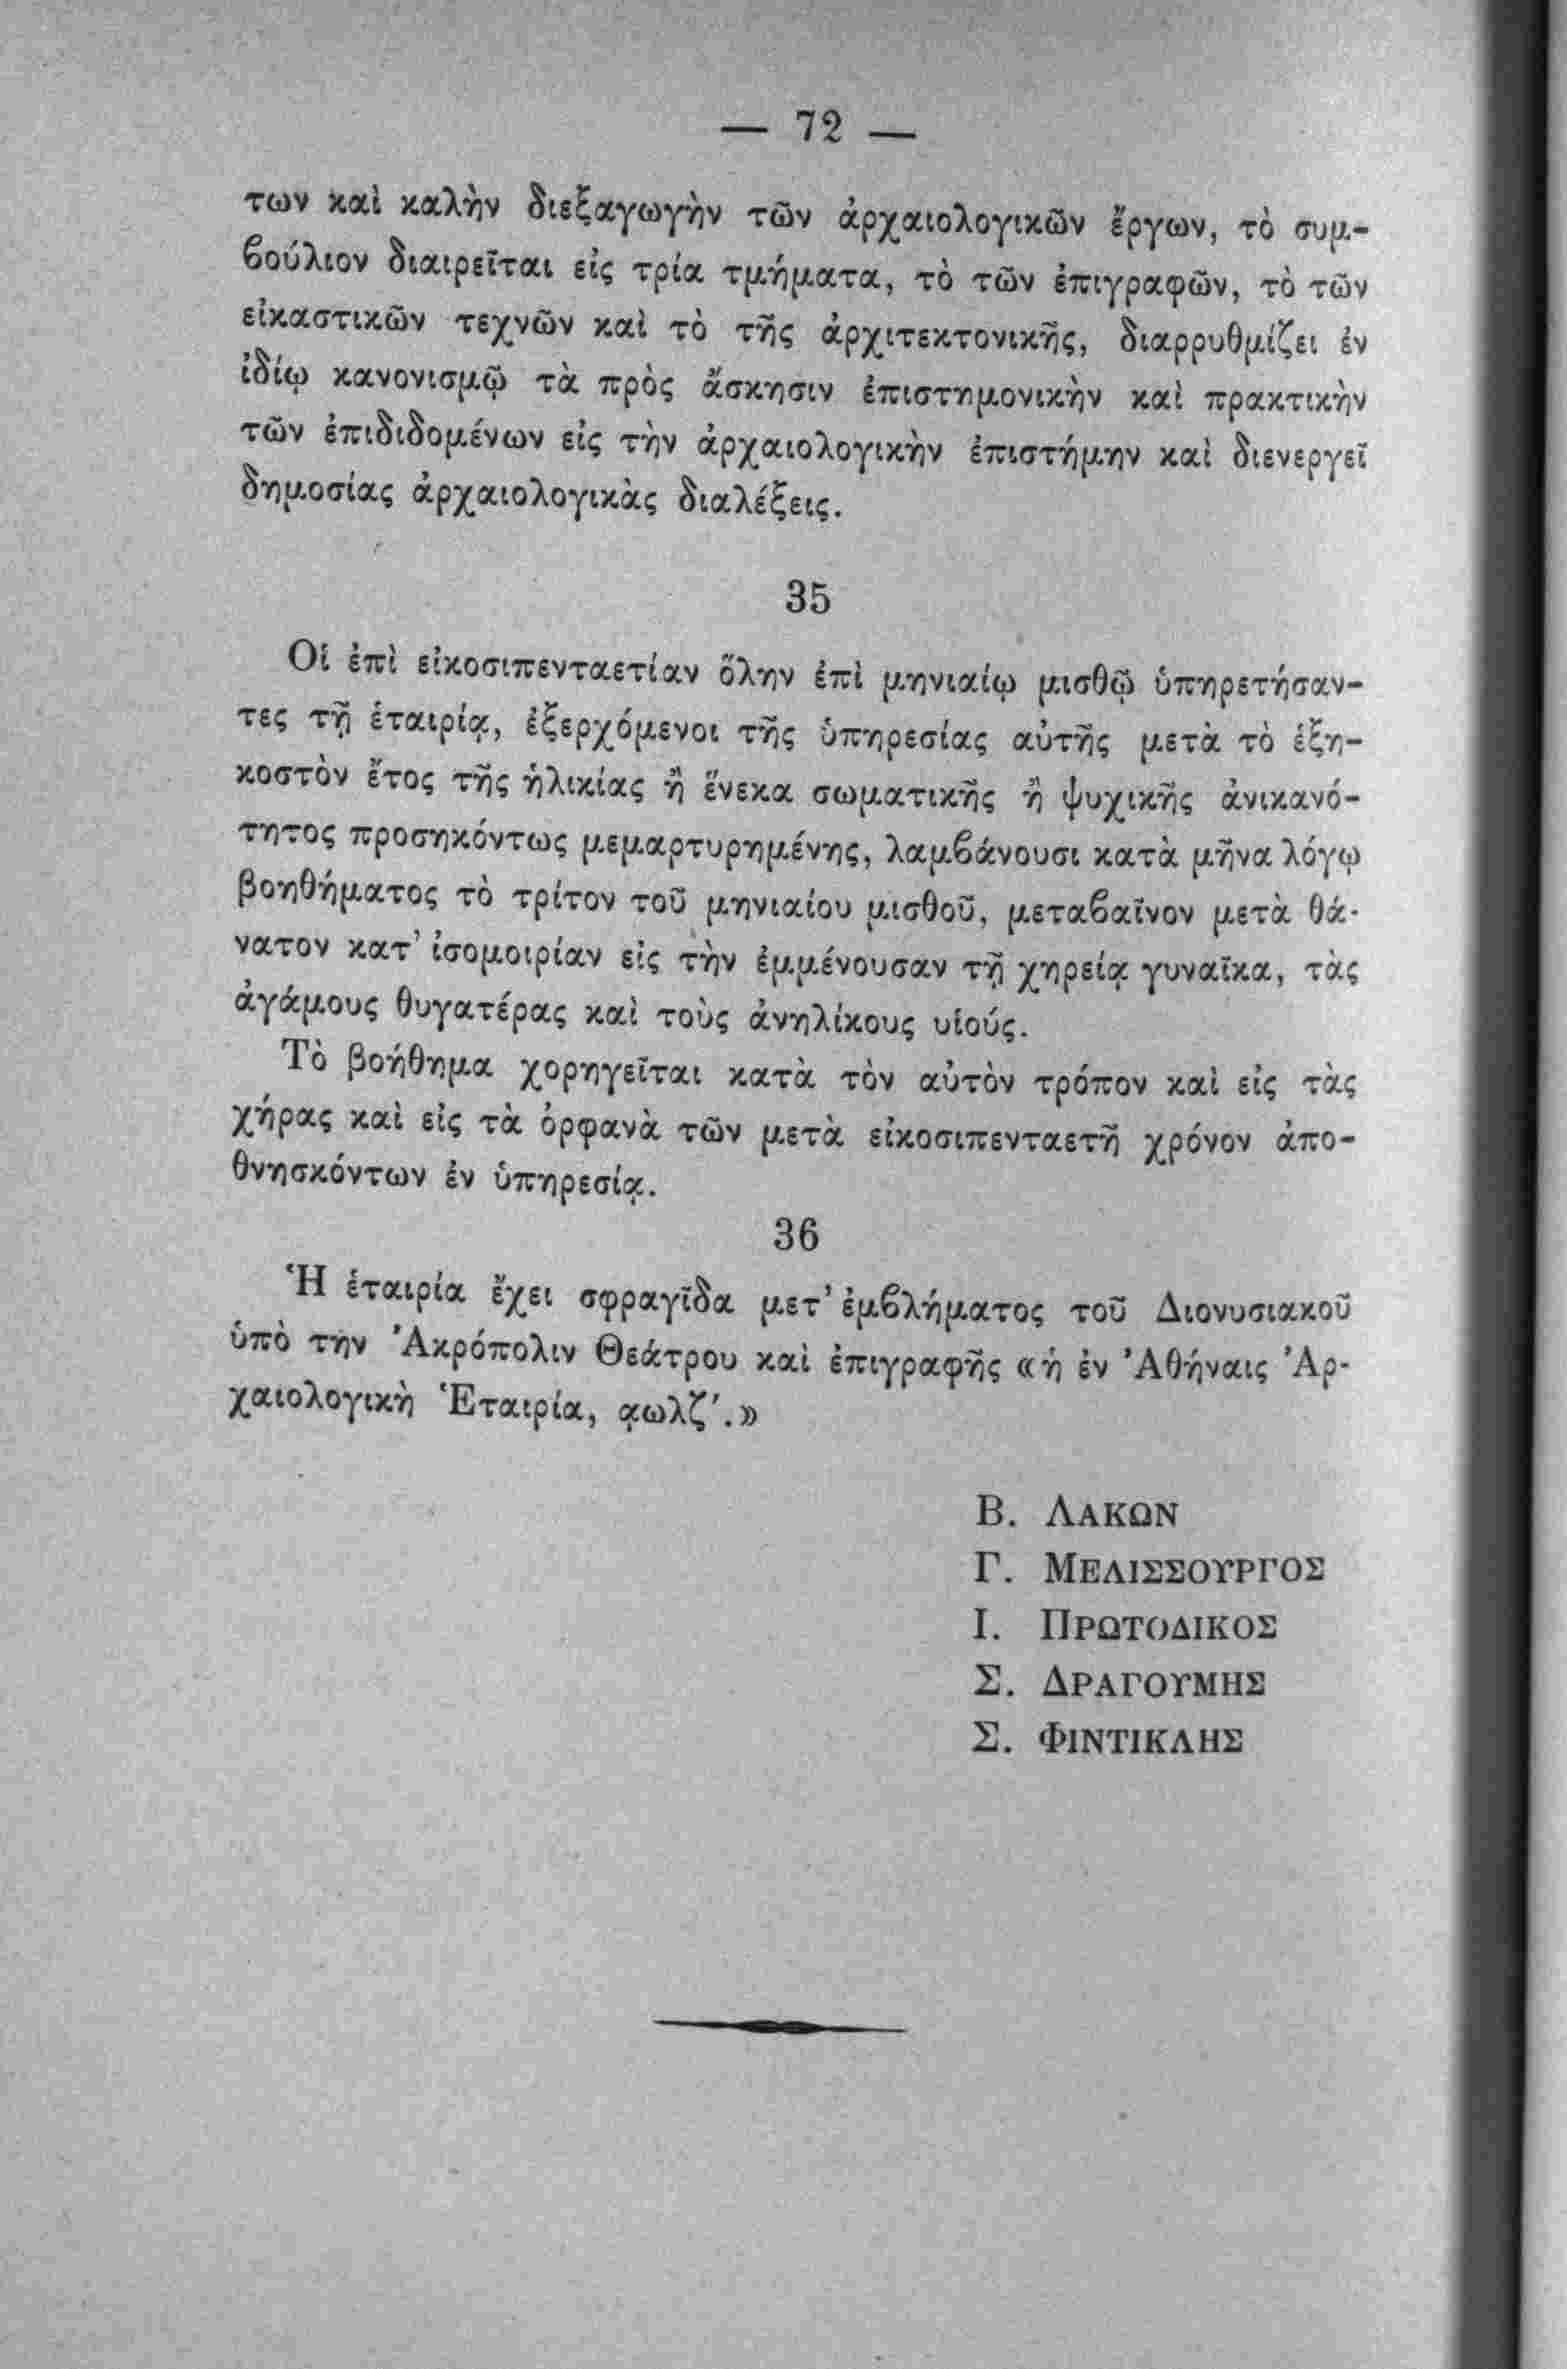 — 72 —
των καὶ καλὴν διεξαγωγὴν τῶν ἀρχαιολογικῶν ἔργων, τὸ συμ-
βούλιον διαιρεῖται εἰς τρία τμήματα, τὸ τῶν ἐπιγραφῶν, τὸ τῶν
εἰκαστικῶν τεχνῶν καὶ τὸ τῆς ἀρχιτεκτονικῆς, διαρρυθμίζει ἐν
ἰδίῳ κανονισμῷ τὰ πρὸς ἄσκησιν ἐπιστημονικὴν καὶ πρακτικὴν
τῶν ἐπιδιδομένων εἰς τὴν ἀρχαιολογικὴν ἐπιστήμην καὶ διενεργεῖ
δημοσίας ἀρχαιολογικὰς διαλέξεις.
35
Οἱ ἐπὶ εἰκοσιπενταετίαν ὅλην ἐπὶ μηνιαίῳ μισθῷ ὑπηρετήσαν-
τες τῇ ἑταιρίᾳ, ἐξερχόμενοι τῆς ὑπηρεσίας αὐτῆς μετὰ τὸ ἑξη-
κοστὸν ἔτος τῆς ἡλικίας ἢ ἕνεκα σωματικῆς ἢ ψυχικῆς ἀνικανό-
τητος προσηκόντως μεμαρτυρημένης, λαμβάνουσι κατὰ μῆνα λόγῳ
βοηθήματος τὸ τρίτον τοῦ μηνιαίου μισθοῦ, μεταβαῖνον μετὰ θά-
νατον κατ' ἰσομοιρίαν εἰς τὴν ἐμμένουσαν τῇ χηρείᾳ γυναῖκα, τὰς
ἀγάμους θυγατέρας καὶ τοὺς ἀνηλίκους υἱούς.
Τὸ βοήθημα χορηγεῖται κατὰ τὸν αὐτὸν τρόπον καὶ εἰς τὰς
χήρας καὶ εἰς τὰ ὀρφανὰ τῶν μετὰ εἰκοσιπενταετῆ χρόνον ἀπο-
θνησκόντων ἐν ὑπηρεσίᾳ.
36
Ἡ ἑταιρία ἔχει σφραγῖδα μετ' ἐμβλήματος τοῦ Διονυσιακοῦ
ὑπὸ τὴν Ἀκρόπολιν Θεάτρου καὶ ἐπιγραφῆς «ἡ ἐν Ἀθήναις Ἀρ-
χαιολογικὴ Ἑταιρία, ͵αωλζʹ.»
Β. ΛΑΚΩΝ
Γ. ΜΕΛΙΣΣΟΥΡΓΟΣ
Ι. ΠΡΩΤΟΔΙΚΟΣ
Σ. ΔΡΑΓΟΥΜΗΣ
Σ. ΦΙΝΤΙΚΛΗΣ